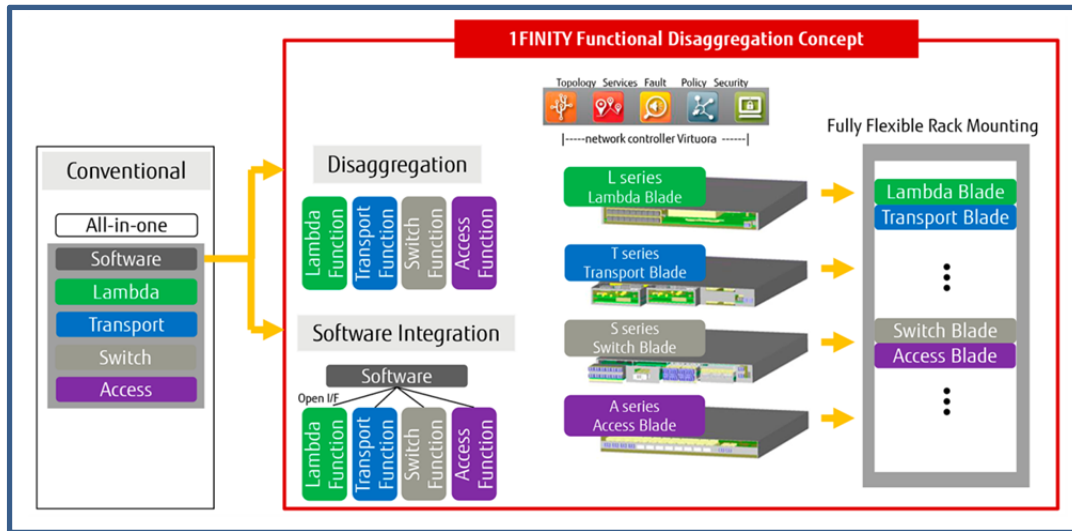 1FINITY Functional Disaggregation Concept
Conventional
All-in-one
Software
Lambda
Transport
Switch
Access
Disaggregation
Lambda
Function
Transport
Function
Switch
Function
Access
Function
Software Integration
Software
Open I/F
Lambda
Function
Transport
Function
Switch
Function
Access
Function
Topology Services Fault Policy Security
|-----network controller Virtuora------|
L series
Lambda Blade
T series
Transport Blade
S series
Switch Blade
A series
Access Blade
Fully Flexible Rack Mounting
Lambda Blade
Transport Blade
Switch Blade
Access Blade